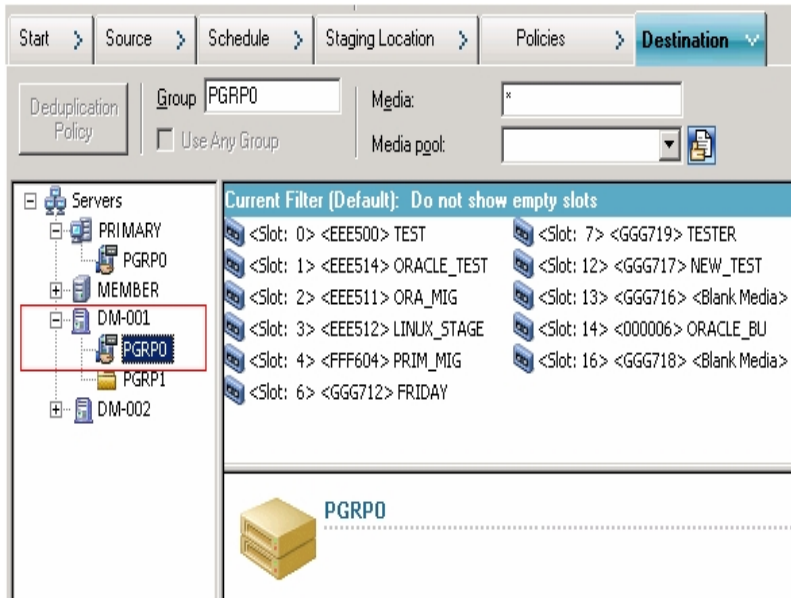 Start
Source
Schedule
Staging Location
Policies
Destination
Deduplication
Policy
Group PGRP0
Use Any Group
Media: *
Media pool:
Servers
PRIMARY
PGRP0
MEMBER
DM-001
PGRP0
PGRP1
DM-002
Current Filter (Default): Do not show empty slots
<Slot: 0> <EEE500> TEST
<Slot: 1> <EEE514> ORACLE_TEST
<Slot: 2> <EEE511> ORA_MIG
<Slot: 3> <EEE512> LINUX_STAGE
<Slot: 4> <FFF604> PRIM_MIG
<Slot: 6> <GGG712> FRIDAY
<Slot: 7> <GGG719> TESTER
<Slot: 12> <GGG717> NEW_TEST
<Slot: 13> <GGG716> <Blank Media>
<Slot: 14> <000006> ORACLE_BU
<Slot: 16> <GGG718> <Blank Media>
PGRP0